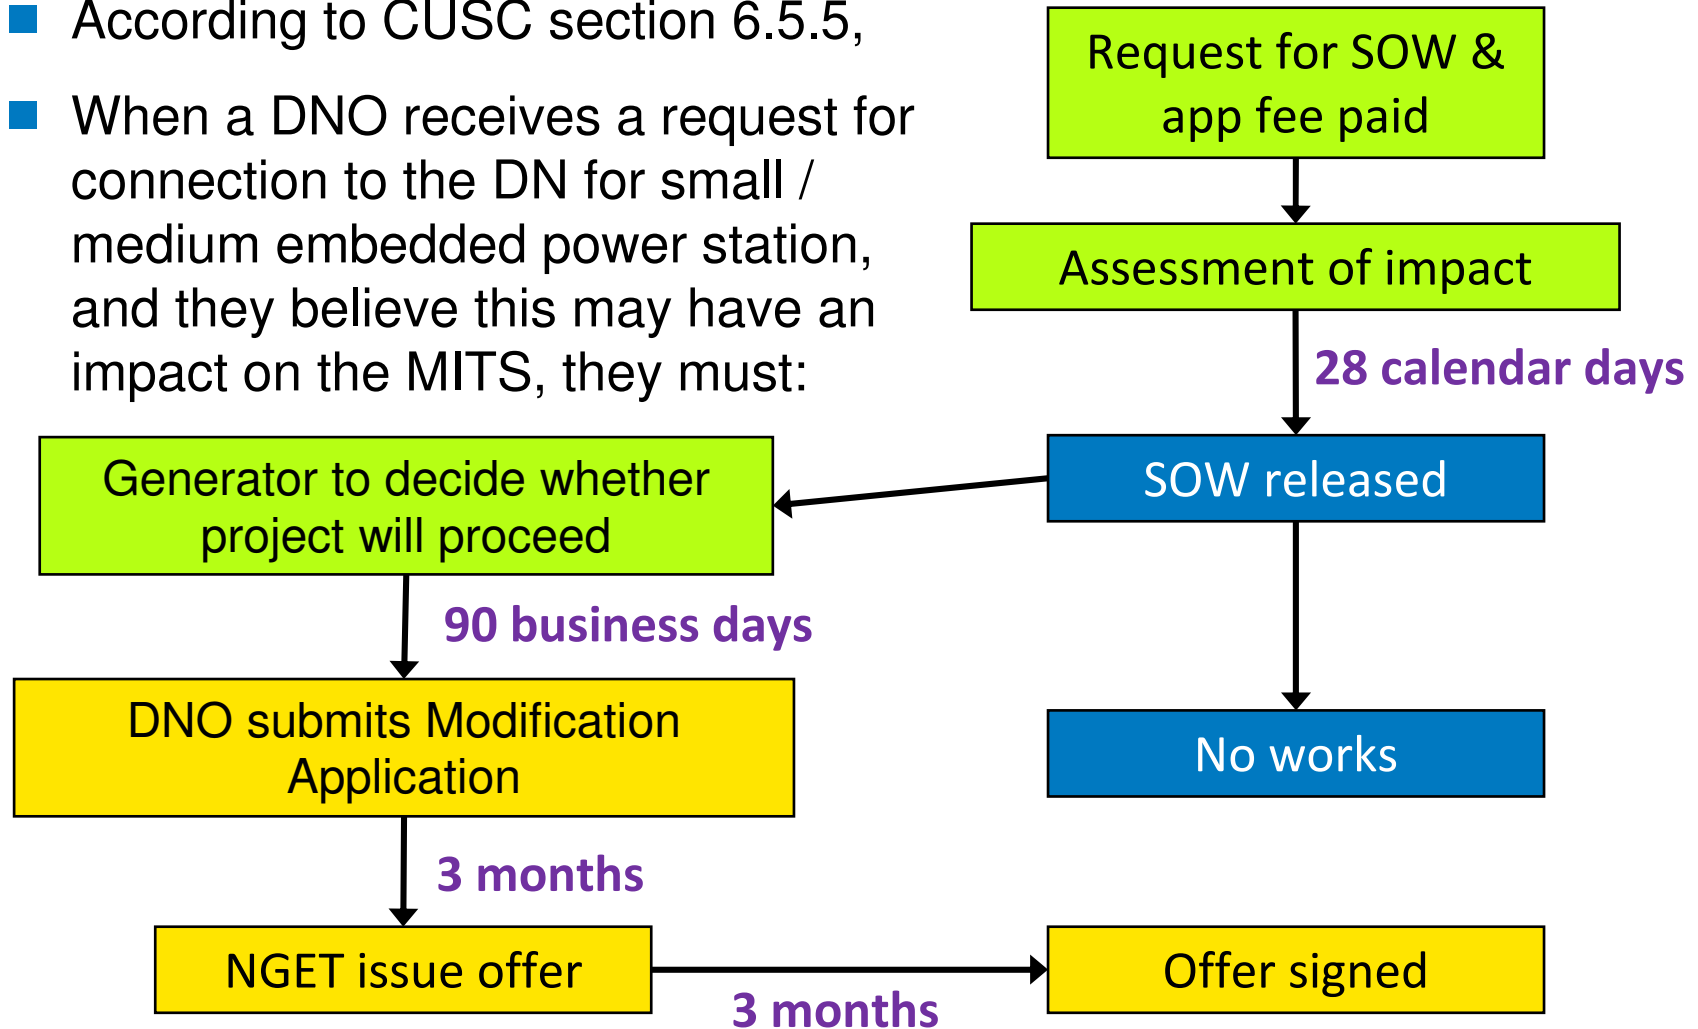 According to CUSC section 6.5.5,
When a DNO receives a request for
connection to the DN for small /
medium embedded power station,
and they believe this may have an
impact on the MITS, they must:
Request for SOW &
app fee paid
Assessment of impact
28 calendar days
SOW released
Generator to decide whether
project will proceed
90 business days
No works
DNO submits Modification
Application
3 months
NGET issue offer
3 months
Offer signed